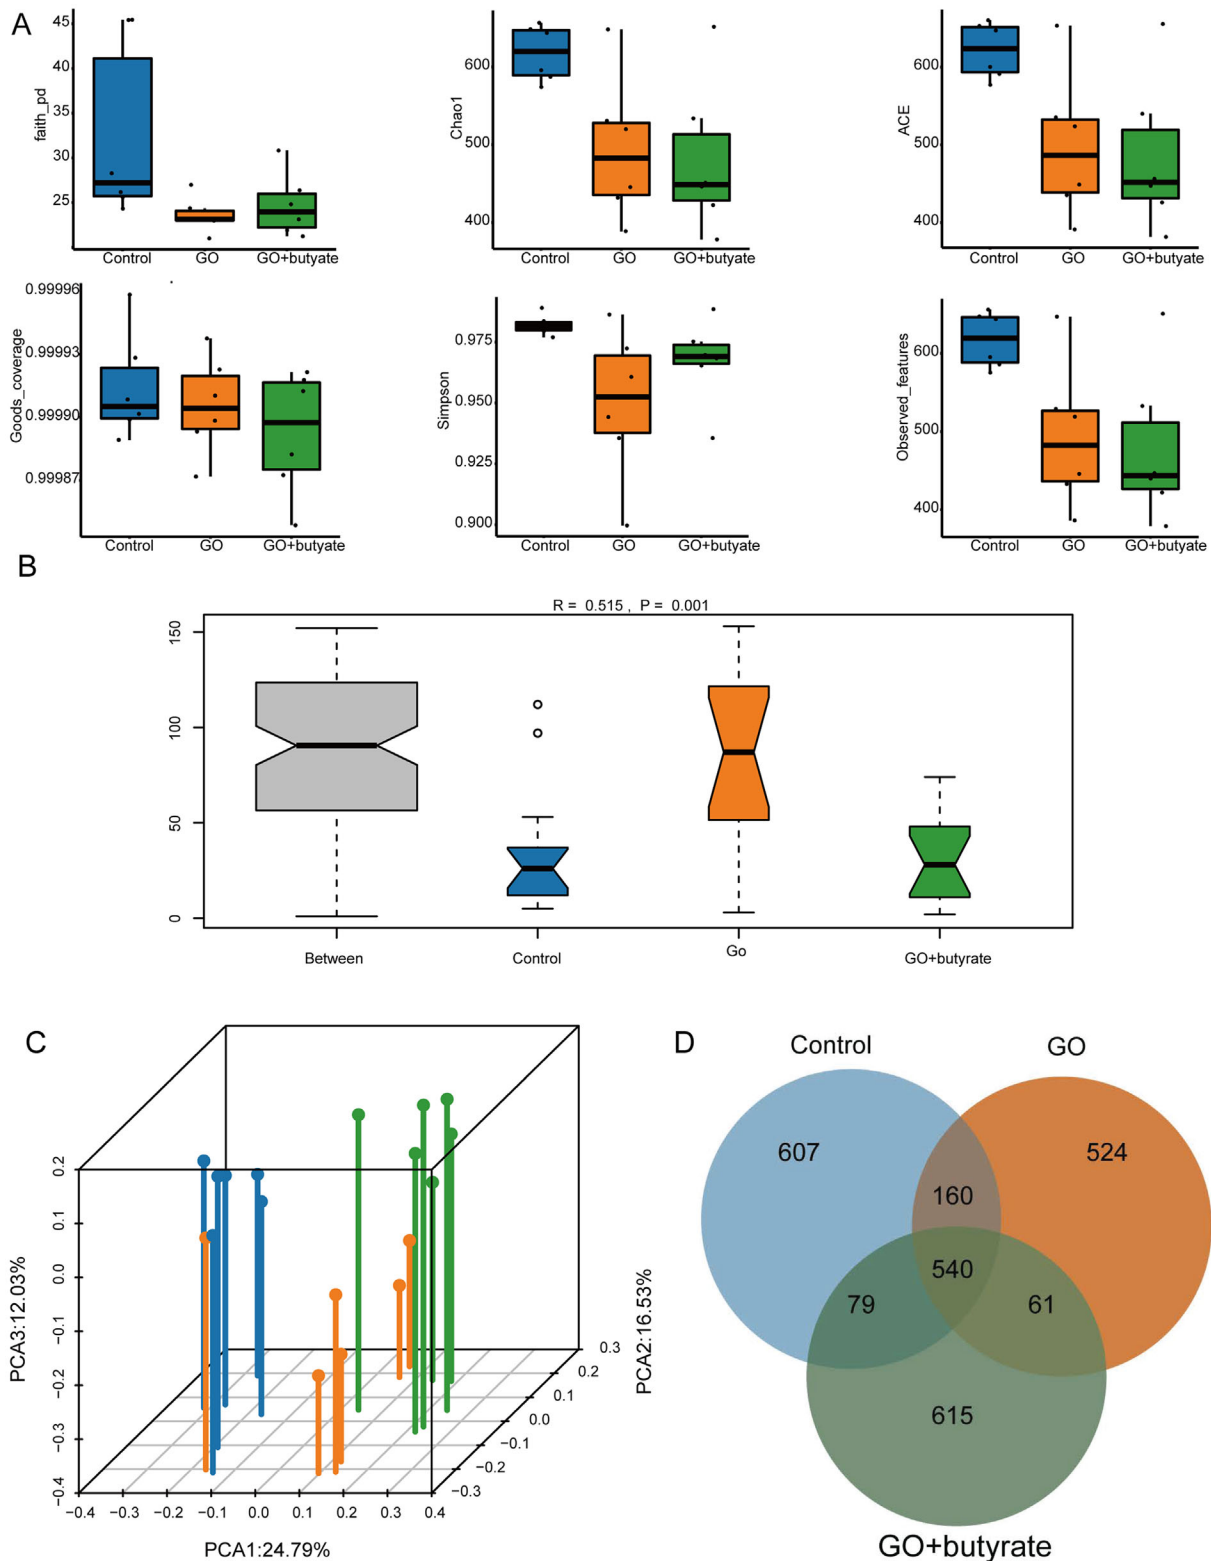 A
faith_pd
45
40
35
30
25
Control
GO
GO+butyate
Chao1
600
500
400
Control
GO
GO+butyate
ACE
600
500
400
Control
GO
GO+butyate
Goods_coverage
0.99996
0.99993
0.99990
0.99987
Control
GO
GO+butyate
Simpson
0.975
0.950
0.925
0.900
Control
GO
GO+butyate
Observed_features
600
500
400
Control
GO
GO+butyate
B
R = 0.515 , P = 0.001
150
100
50
0
Between
Control
Go
GO+butyrate
C
PCA3:12.03%
0.2
0.1
0.0
−0.1
−0.2
−0.3
−0.4
−0.4
−0.3
−0.2
−0.1
0.0
0.1
0.2
0.3
0.4
PCA1:24.79%
0.3
0.2
0.1
0.0
−0.1
−0.2
−0.3
PCA2:16.53%
D
Control
GO
607
524
160
540
79
61
615
GO+butyrate